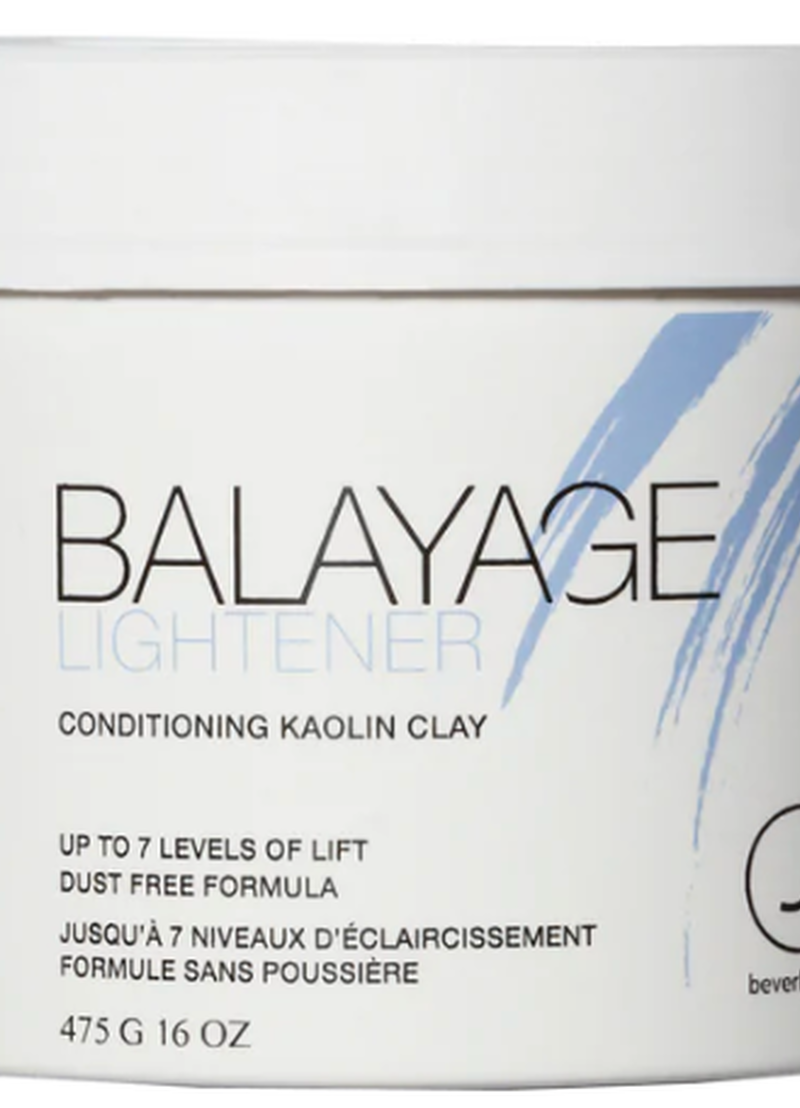 BALAYAGE
LIGHTENER
CONDITIONING KAOLIN CLAY
UP TO 7 LEVELS OF LIFT
DUST FREE FORMULA
JUSQU'À 7 NIVEAUX D'ÉCLAIRCISSEMENT
FORMULE SANS POUSSIÈRE
475 G 16 OZ